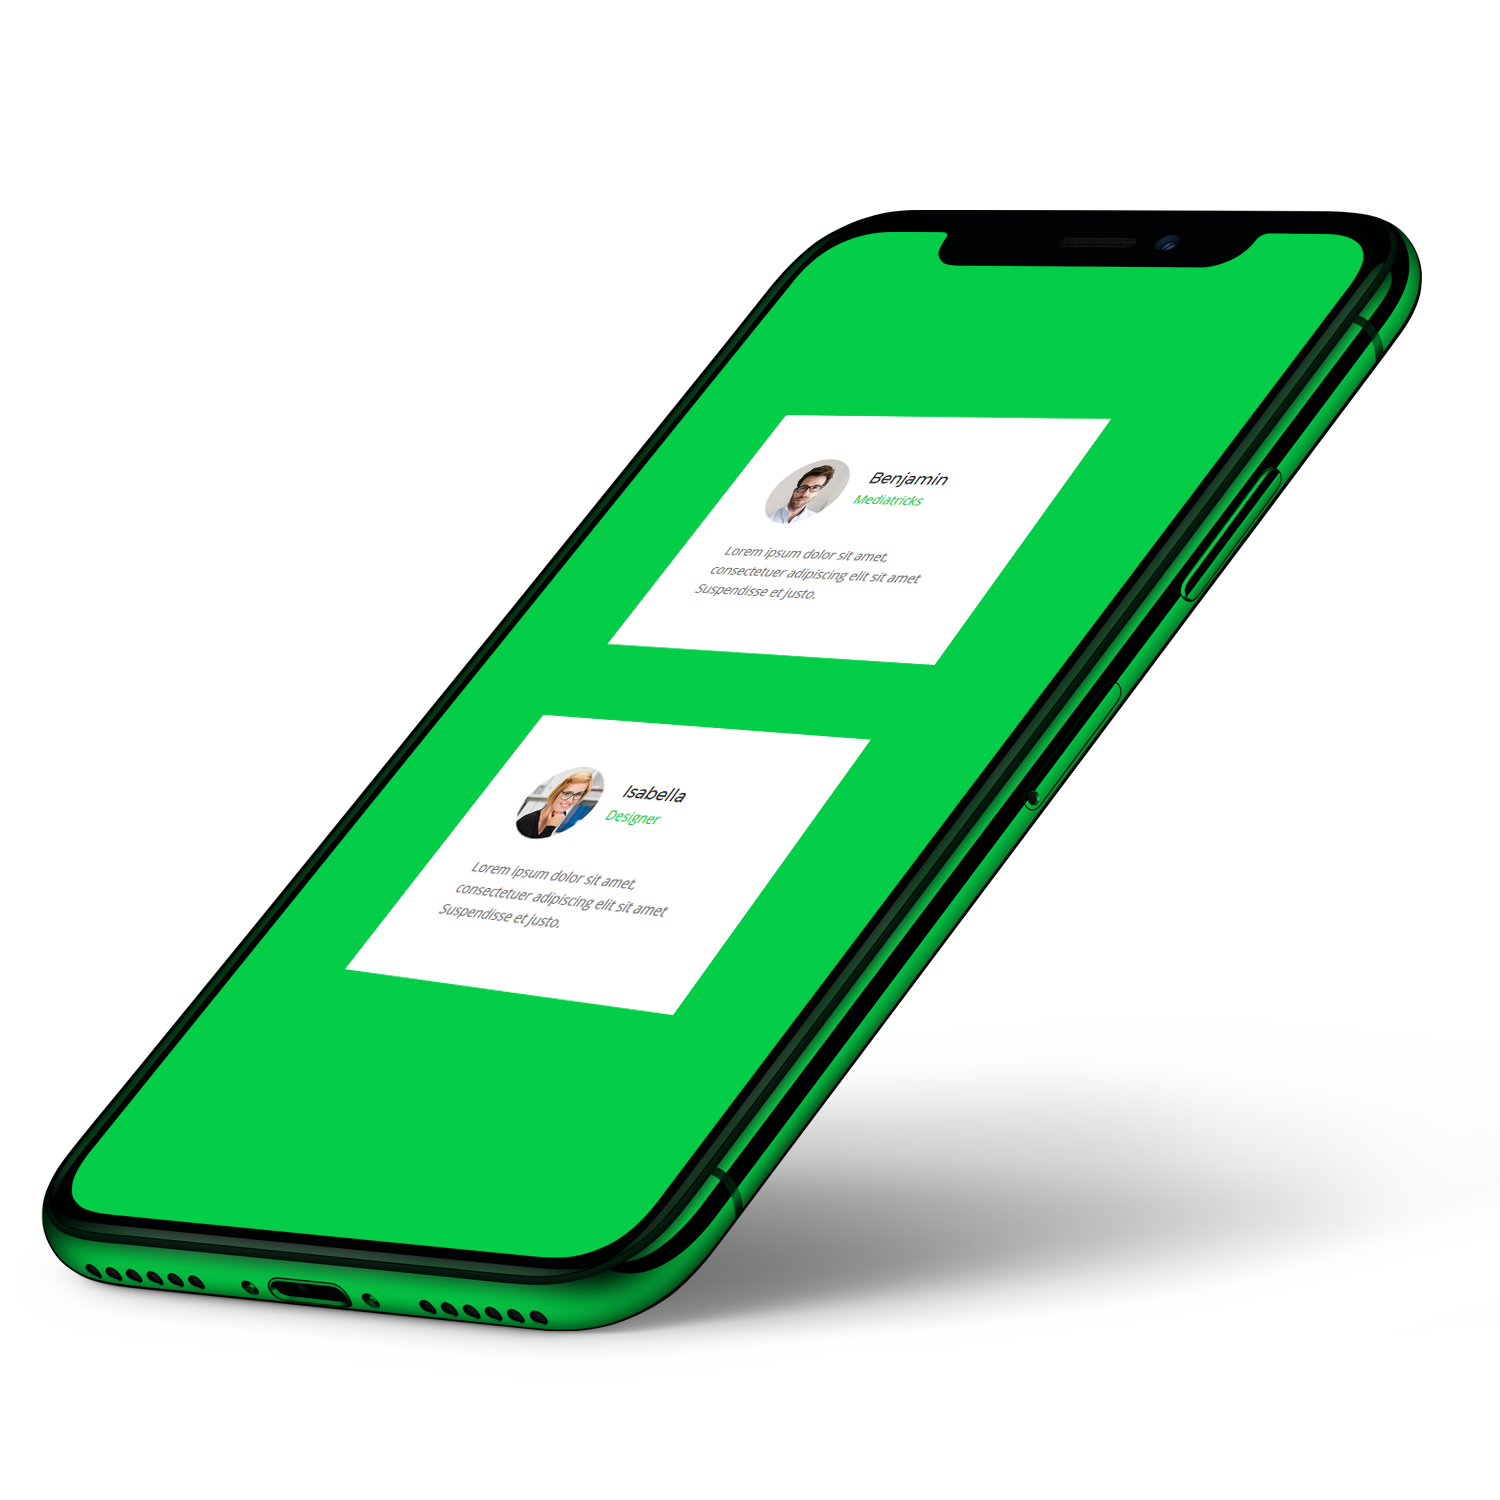 Benjamin
Mediatricks
Lorem ipsum dolor sit amet,
consectetuer adipiscing elit sit amet
Suspendisse et justo.
Isabella
Designer
Lorem ipsum dolor sit amet,
consectetuer adipiscing elit sit amet
Suspendisse et justo.